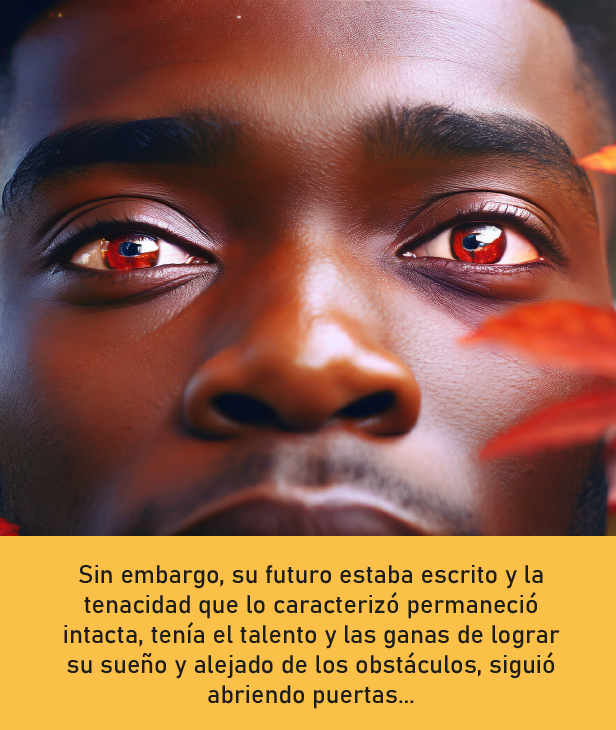 Sin embargo, su futuro estaba escrito y la
tenacidad que lo caracterizó permaneció
intacta, tenía el talento y las ganas de lograr
su sueño y alejado de los obstáculos, siguió
abriendo puertas...